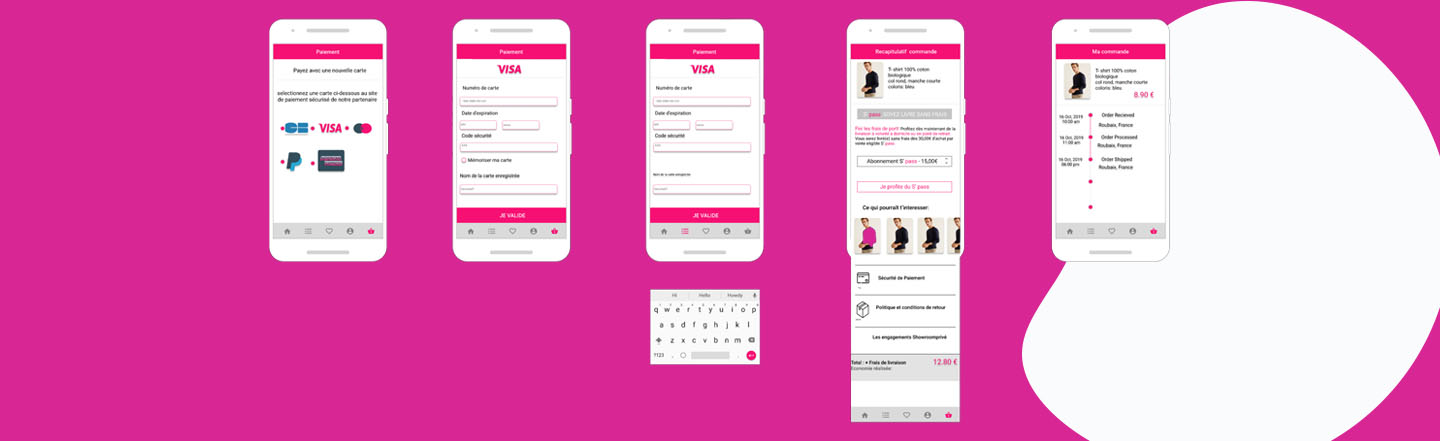 Paiement
Payez avec une nouvelle carte
selectionnez une carte ci-dessous au site
de paiement sécurisé de notre partenaire
VISA
Paiement
VISA
Numéro de carte
Date d'expiration
Code sécurité
Mémoriser ma carte
Nom de la carte enregistrée
JE VALIDE
Paiement
VISA
Numéro de carte
Date d'expiration
Code sécurité
Nom de la carte enregistrée
JE VALIDE
Hi Hello Howdy
q w e r t y u i o p
a s d f g h j k l
z x c v b n m
?123 , .
Recapitulatif commande
T- shirt 100% coton
biologique
col rond, manche courte
coloris: bleu
S' pass: SOYEZ LIVRE SANS FRAIS
Fini les frais de port! Profitez dès maintenant de la
livraison à volonté à domicile ou en point de retrait
Vous serez livré(e) sans frais dès 30,00€ d'achat par
vente éligible S' pass.
Abonnement S' pass - 15,00€
Je profite du S' pass
Ce qui pourraît t'interesser:
Sécurité de Paiement
Politique et conditions de retour
Les engagements Showroomprivé
Total : + Frais de livraison 12.80 €
Economie réalisée:
Ma commande
T- shirt 100% coton
biologique
col rond, manche courte
coloris: bleu
8.90 €
16 Oct, 2019 Order Recieved
10:00 am Roubaix, France
16 Oct, 2019 Order Processed
11:00 am Roubaix, France
16 Oct, 2019 Order Shipped
06:00 pm Roubaix, France